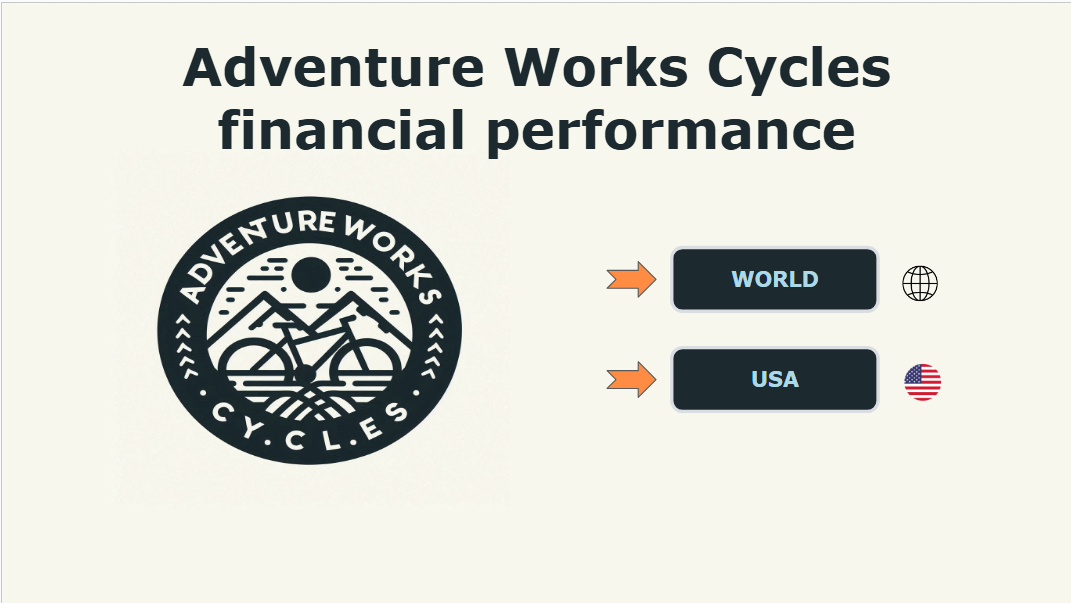 Adventure Works Cycles
financial performance
ADVENTURE WORKS
· C Y . C L . E S ·
WORLD
USA